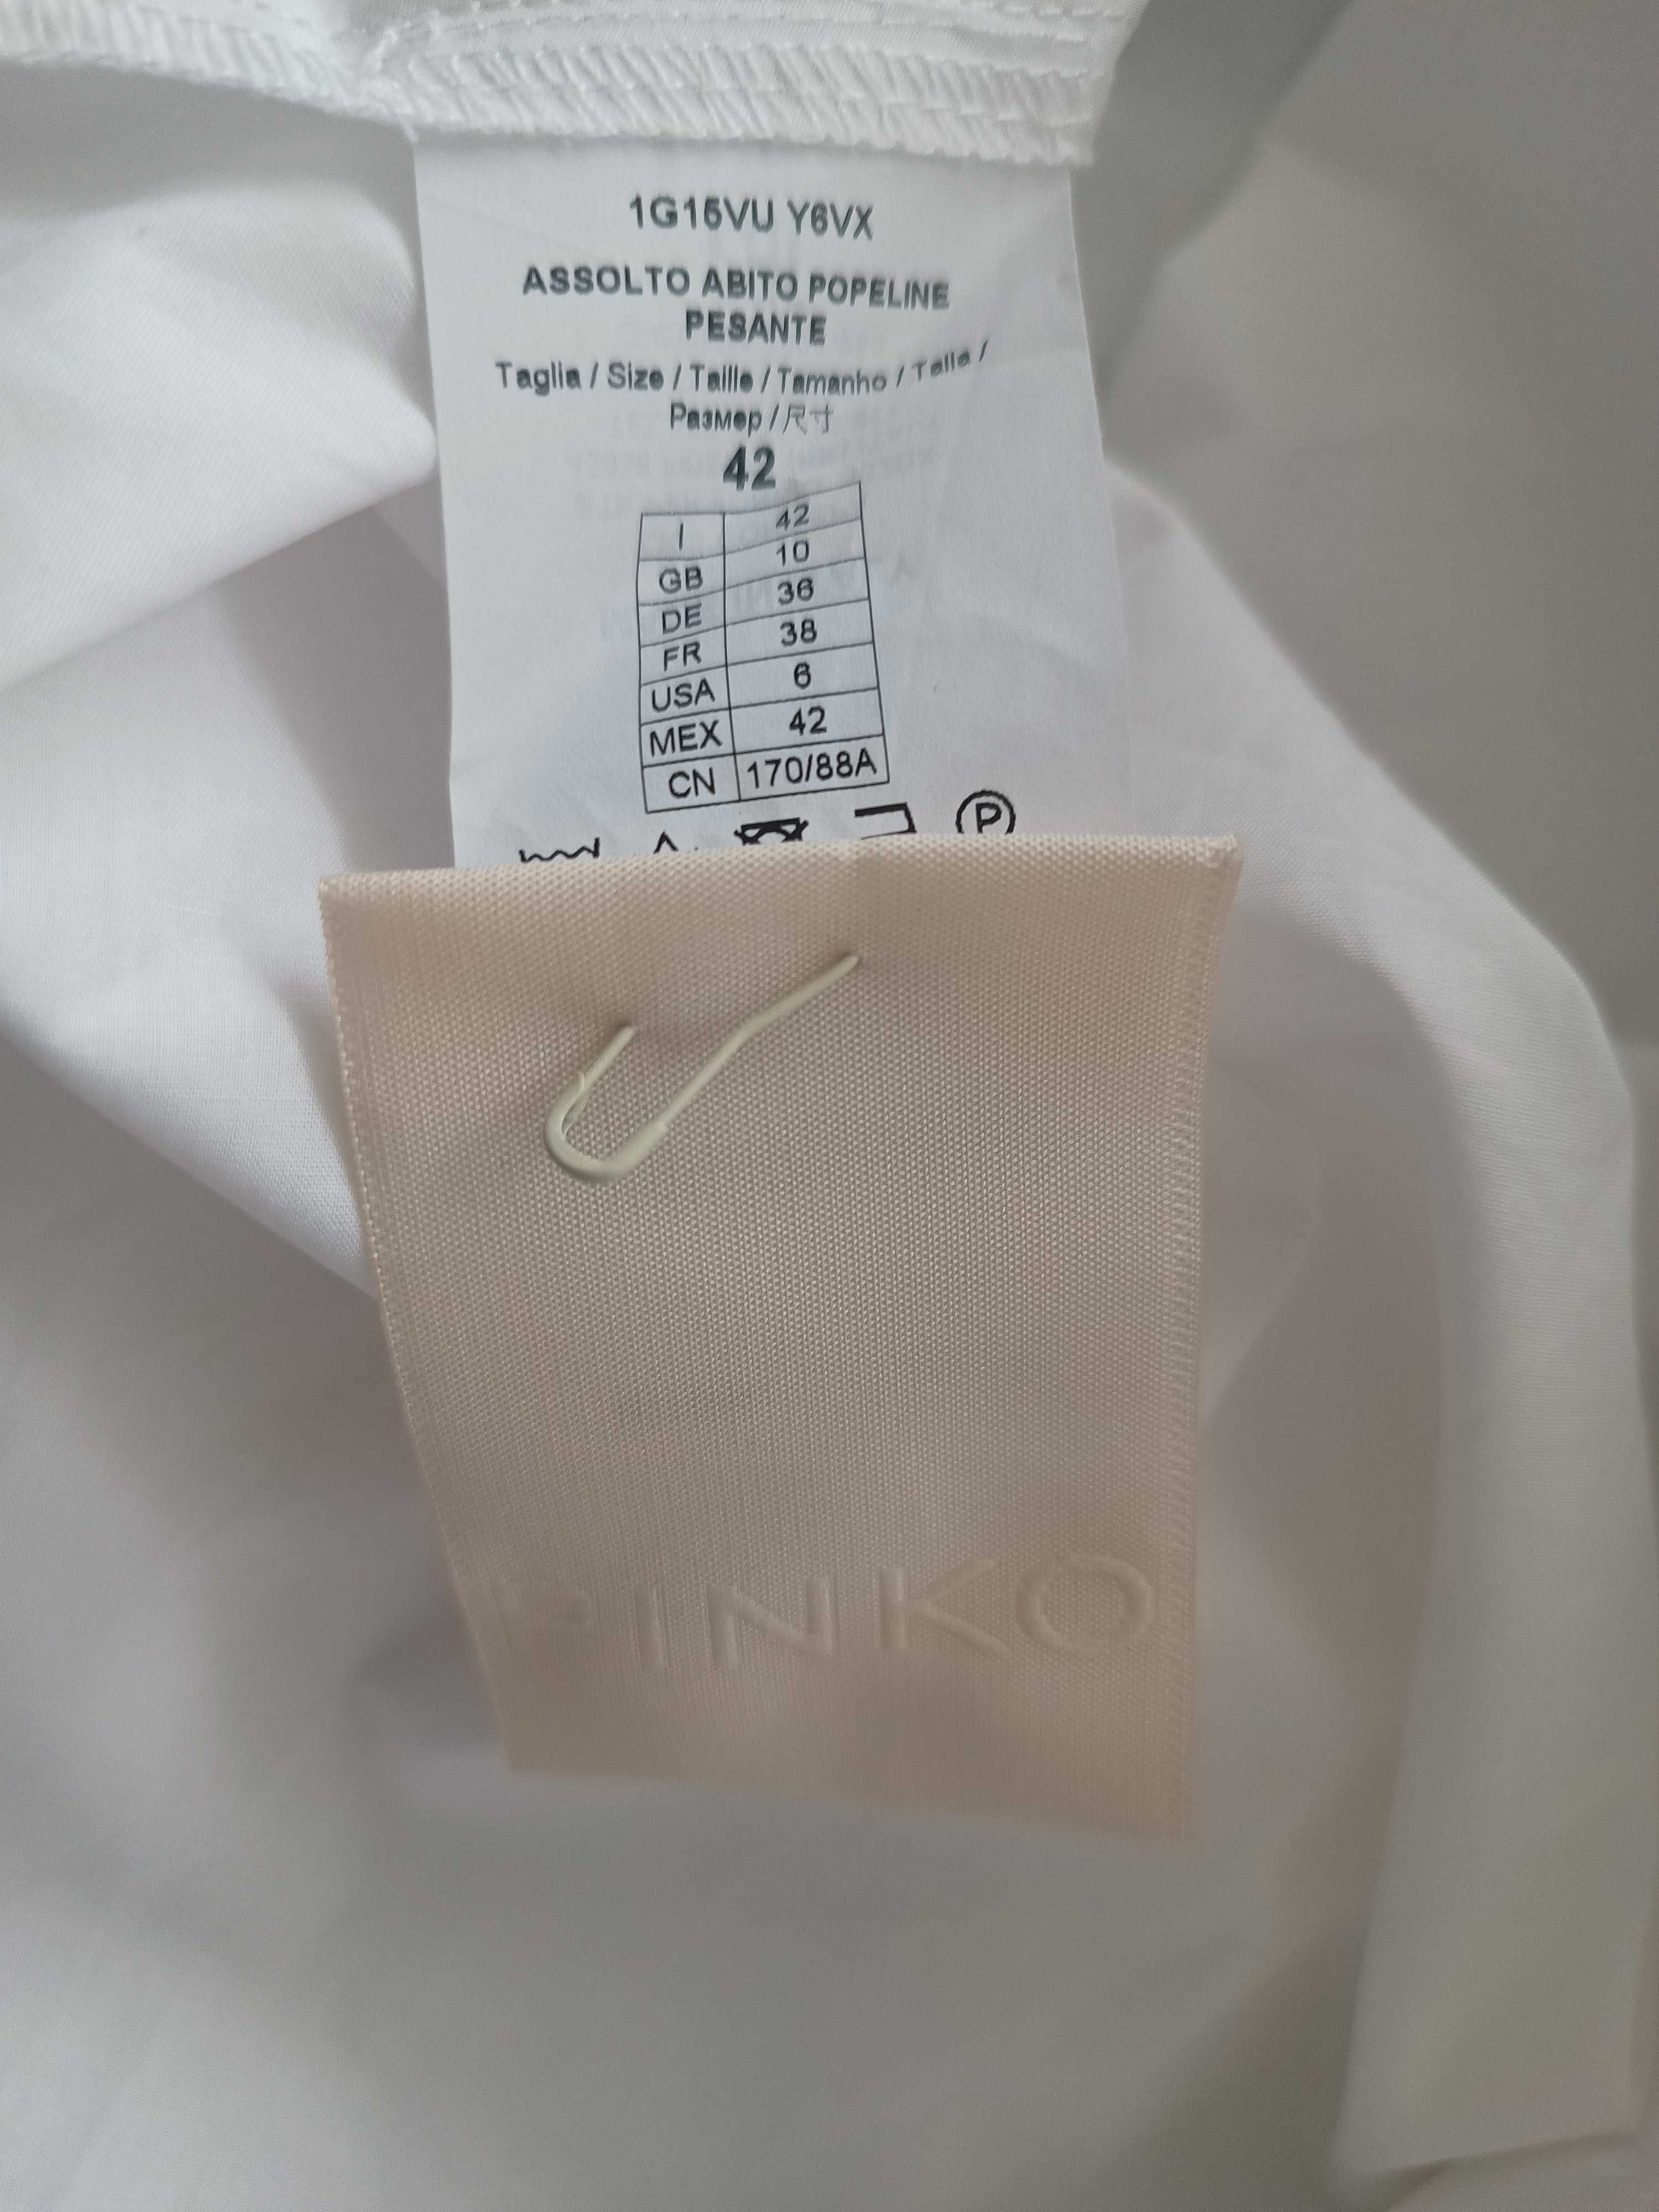 1G15VU Y6VX
ASSOLTO ABITO POPELINE
PESANTE
Taglia / Size / Taille / Tamanho / Talla /
Размер / 尺寸
42
I 42
GB 10
DE 36
FR 38
USA 6
MEX 42
CN 170/88A
P
PINKO